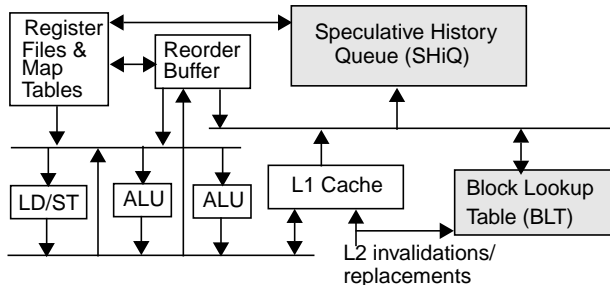 Register
Files &
Map
Tables
Reorder
Buffer
Speculative History
Queue (SHiQ)
LD/ST
ALU
ALU
L1 Cache
Block Lookup
Table (BLT)
L2 invalidations/
replacements